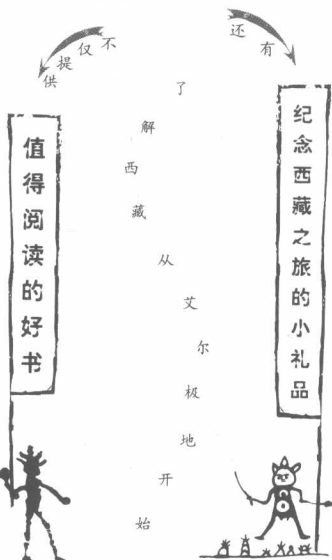 不仅提供
还有
值得阅读的好书
纪念西藏之旅的小礼品
了解西藏从艾尔极地开始